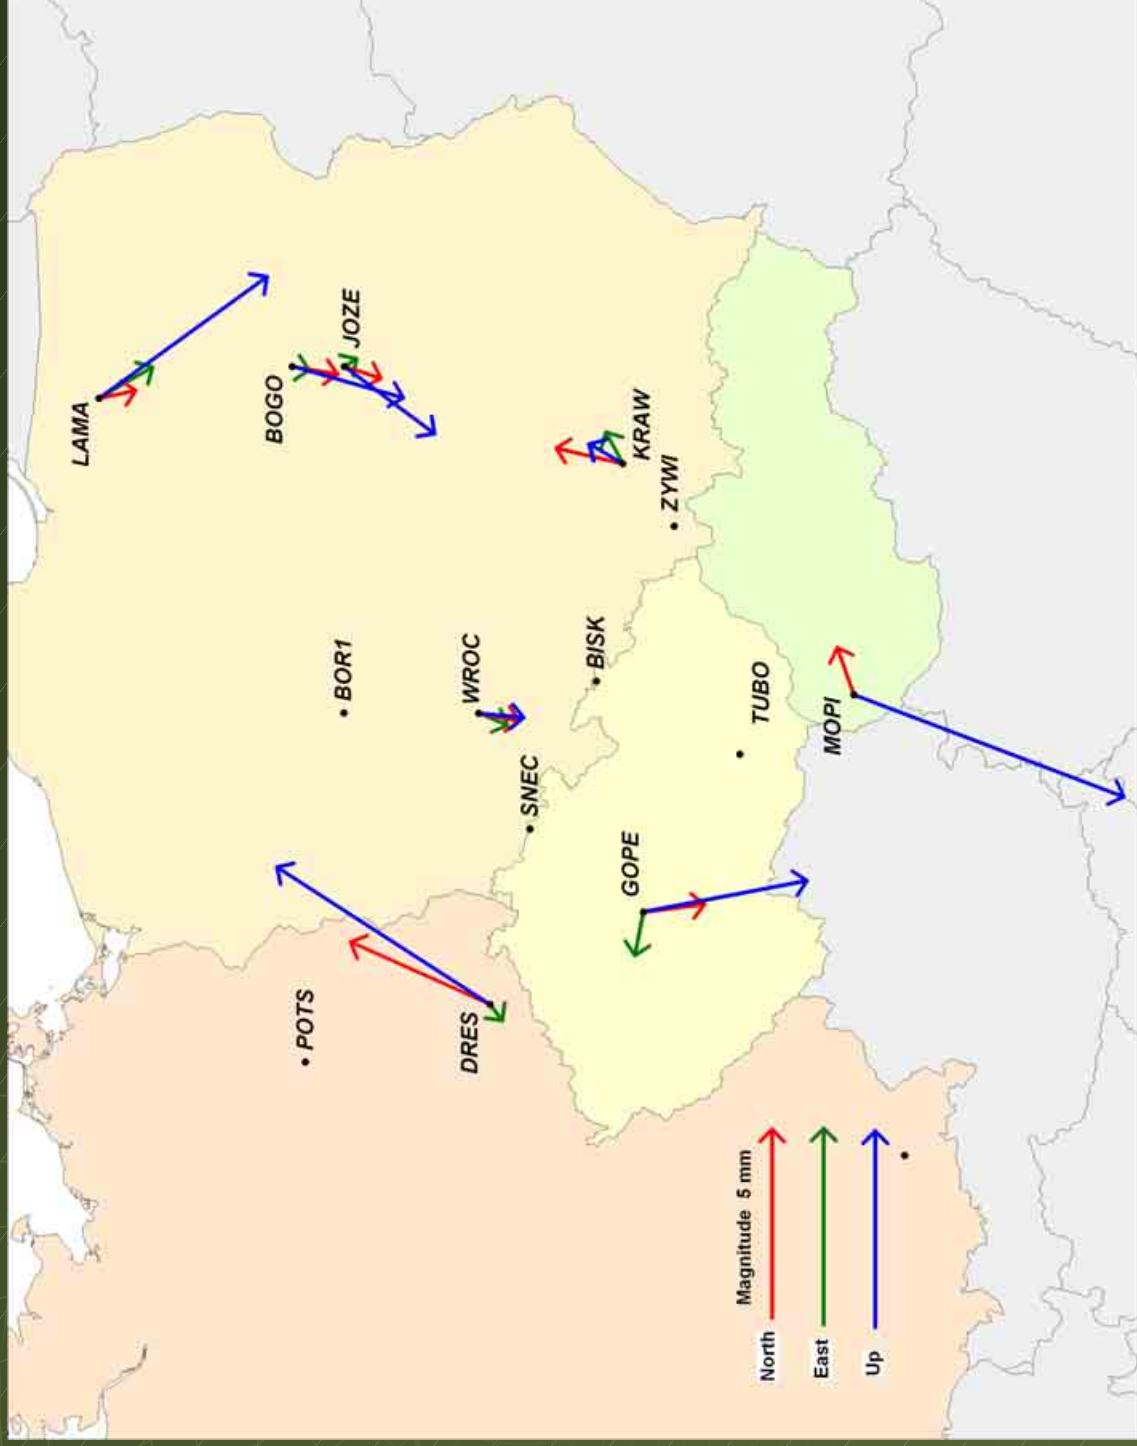 LAMA
BOGO
JOZE
KRAW
ZYWI
BOR1
WROC
BISK
SNEC
TUBO
MOPI
GOPE
POTS
DRES
Magnitude 5 mm
North
East
Up